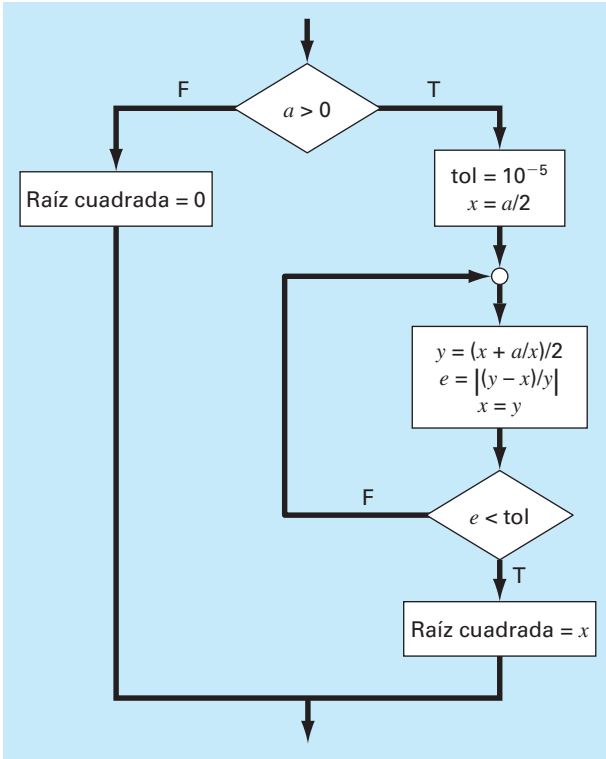 F
a > 0
T
Raíz cuadrada = 0
tol = 10⁻⁵
x = a/2
y = (x + a/x)/2
e = |(y – x)/y|
x = y
F
e < tol
T
Raíz cuadrada = x